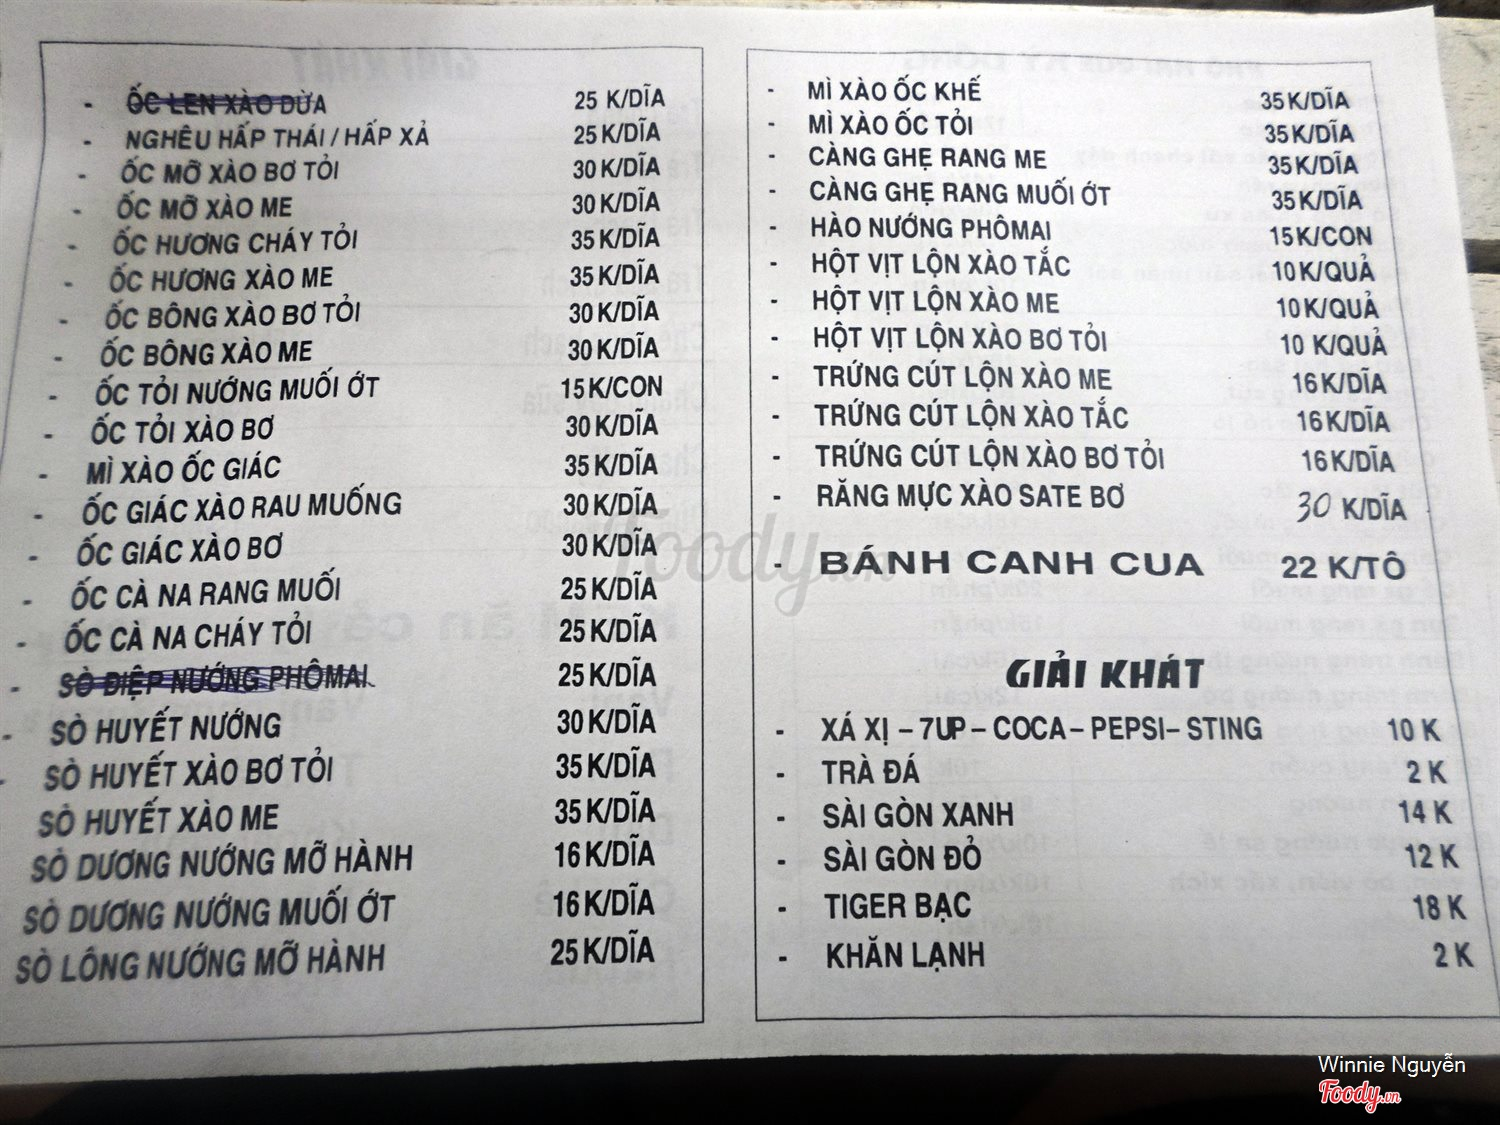 - ỐC LEN XÀO DỪA 25 K/DĨA
- NGHÊU HẤP THÁI / HẤP XẢ 25 K/DĨA
- ỐC MỠ XÀO BƠ TỎI 30 K/DĨA
- ỐC MỠ XÀO ME 30 K/DĨA
- ỐC HƯƠNG CHÁY TỎI 35 K/DĨA
- ỐC HƯƠNG XÀO ME 35 K/DĨA
- ỐC BÔNG XÀO BƠ TỎI 30 K/DĨA
- ỐC BÔNG XÀO ME 30 K/DĨA
- ỐC TỎI NƯỚNG MUỐI ỚT 15 K/CON
- ỐC TỎI XÀO BƠ 30 K/DĨA
- MÌ XÀO ỐC GIÁC 35 K/DĨA
- ỐC GIÁC XÀO RAU MUỐNG 30 K/DĨA
- ỐC GIÁC XÀO BƠ 30 K/DĨA
- ỐC CÀ NA RANG MUỐI 25 K/DĨA
- ỐC CÀ NA CHÁY TỎI 25 K/DĨA
- SÒ ĐIỆP NƯỚNG PHÔMAI 25 K/DĨA
- SÒ HUYẾT NƯỚNG 30 K/DĨA
- SÒ HUYẾT XÀO BƠ TỎI 35 K/DĨA
SÒ HUYẾT XÀO ME 35 K/DĨA
SÒ DƯƠNG NƯỚNG MỠ HÀNH 16 K/DĨA
SÒ DƯƠNG NƯỚNG MUỐI ỚT 16 K/DĨA
SÒ LÔNG NƯỚNG MỠ HÀNH 25 K/DĨA
- MÌ XÀO ỐC KHẾ 35 K/DĨA
- MÌ XÀO ỐC TỎI 35 K/DĨA
- CÀNG GHẸ RANG ME 35 K/DĨA
- CÀNG GHẸ RANG MUỐI ỚT 35 K/DĨA
- HÀO NƯỚNG PHÔMAI 15 K/CON
- HỘT VỊT LỘN XÀO TẮC 10 K/QUẢ
- HỘT VỊT LỘN XÀO ME 10 K/QUẢ
- HỘT VỊT LỘN XÀO BƠ TỎI 10 K/QUẢ
- TRỨNG CÚT LỘN XÀO ME 16 K/DĨA
- TRỨNG CÚT LỘN XÀO TẮC 16 K/DĨA
- TRỨNG CÚT LỘN XÀO BƠ TỎI 16 K/DĨA
- RĂNG MỰC XÀO SATE BƠ 30 K/DĨA
- BÁNH CANH CUA 22 K/TÔ
GIẢI KHÁT
- XÁ XỊ – 7UP – COCA – PEPSI – STING 10 K
- TRÀ ĐÁ 2 K
- SÀI GÒN XANH 14 K
- SÀI GÒN ĐỎ 12 K
- TIGER BẠC 18 K
- KHĂN LẠNH 2 K
Foody.vn
Winnie Nguyễn
Foody.vn